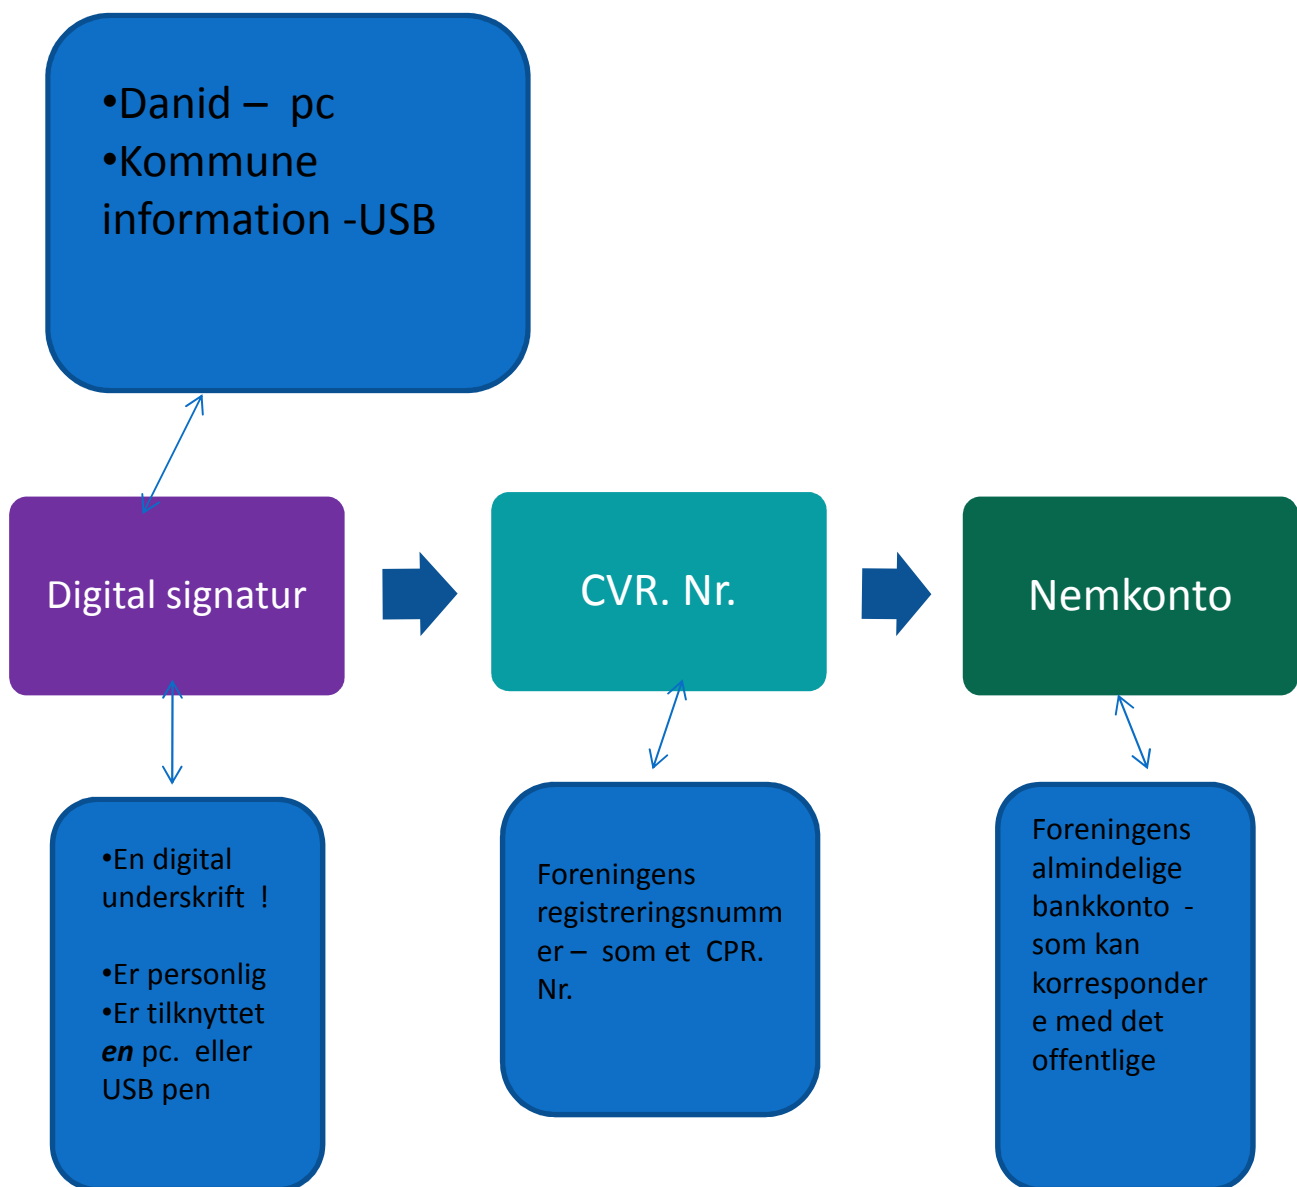 •Danid – pc
•Kommune
information -USB
Digital signatur
CVR. Nr.
Nemkonto
•En digital
underskrift !
•Er personlig
•Er tilknyttet
en pc. eller
USB pen
Foreningens
registreringsnumm
er – som et CPR.
Nr.
Foreningens
almindelige
bankkonto -
som kan
korresponder
e med det
offentlige